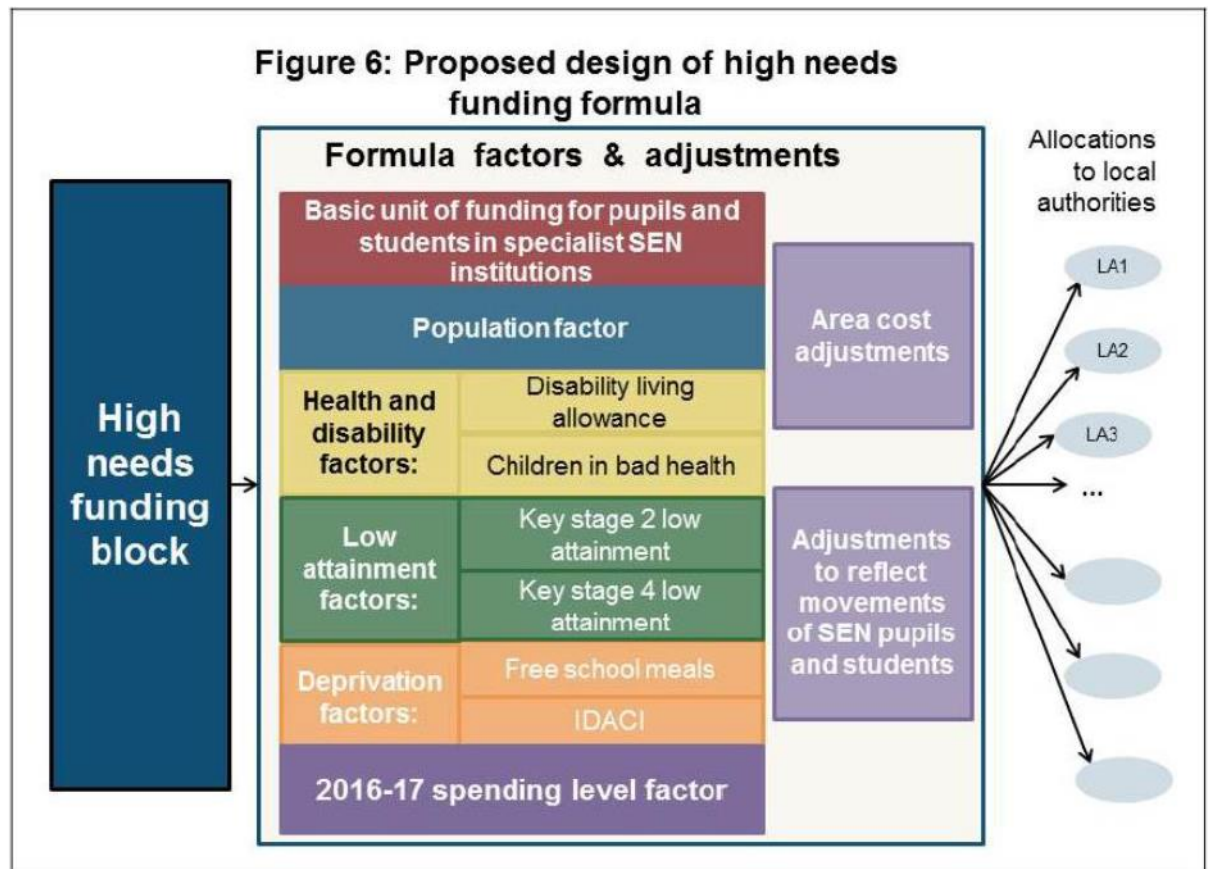 Figure 6: Proposed design of high needs
funding formula
Formula factors & adjustments
Allocations
to local
authorities
High
needs
funding
block
Basic unit of funding for pupils and
students in specialist SEN
institutions
Population factor
Health and
disability
factors:
Disability living
allowance
Children in bad health
Low
attainment
factors:
Key stage 2 low
attainment
Key stage 4 low
attainment
Deprivation
factors:
Free school meals
IDACI
2016-17 spending level factor
Area cost
adjustments
Adjustments
to reflect
movements
of SEN pupils
and students
LA1
LA2
LA3
...